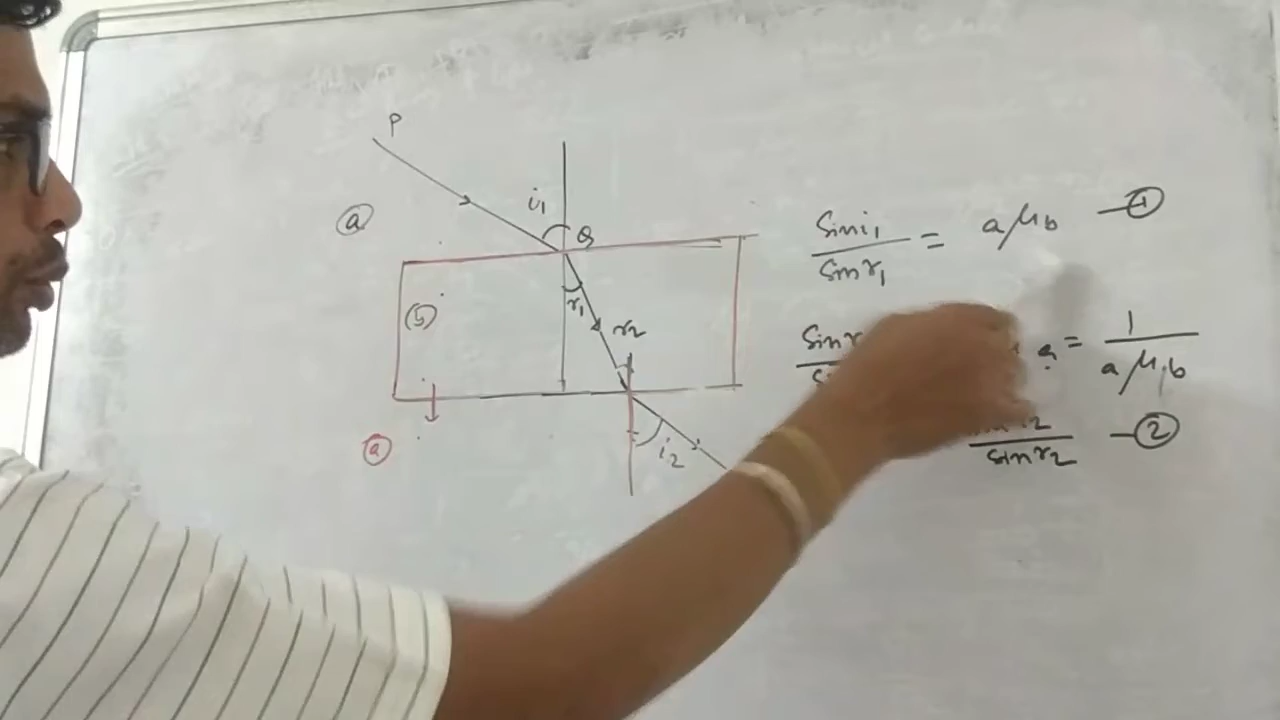 P
i1
(a)
Q
sin i1 / sin r1 = aμb —(1)
(b)
r1
r2
a = 1 / aμb
(a)
i2
sin r2 —(2)